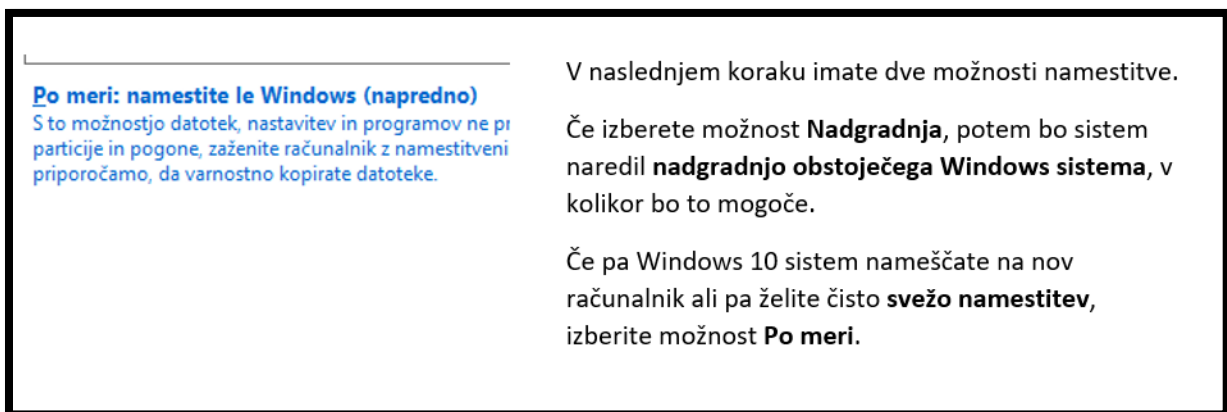 Po meri: namestite le Windows (napredno)
S to možnostjo datotek, nastavitev in programov ne
particije in pogone, zaženite računalnik z
priporočamo, da varnostno kopirate datoteke.
V naslednjem koraku imate dve možnosti namestitve.
Če izberete možnost Nadgradnja, potem bo sistem
naredil nadgradnjo obstoječega Windows sistema, v
kolikor bo to mogoče.
Če pa Windows 10 sistem nameščate na nov
računalnik ali pa želite čisto svežo namestitev,
izberite možnost Po meri.